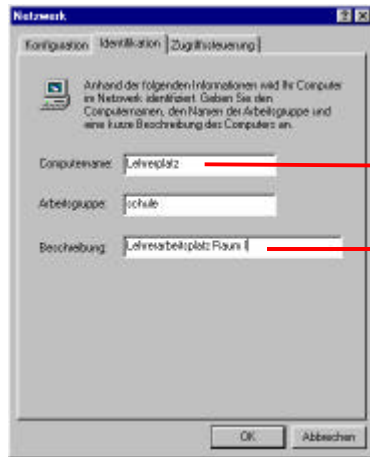 Netzwerk
Konfiguration Identifikation Zugriffssteuerung
Anhand der folgenden Informationen wird Ihr Computer
im Netzwerk identifiziert. Geben Sie den
Computernamen, den Namen der Arbeitsgruppe und
eine kurze Beschreibung des Computers an.
Computername: Lehrerplatz
Arbeitsgruppe: schule
Beschreibung: Lehrerarbeitsplatz Raum
OK Abbrechen